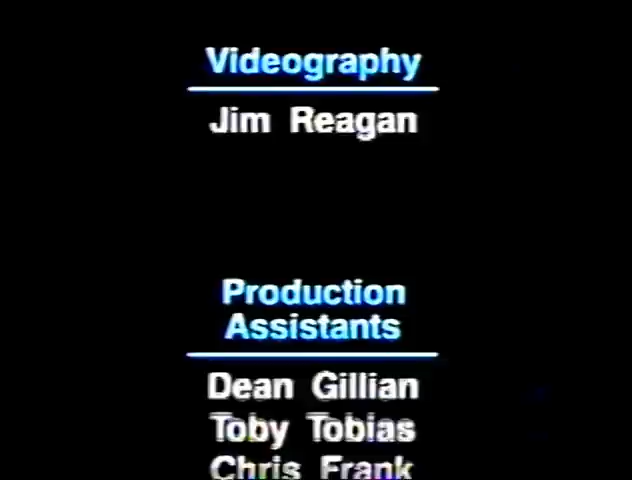 Videography
Jim Reagan
Production
Assistants
Dean Gillian
Toby Tobias
Chris Frank